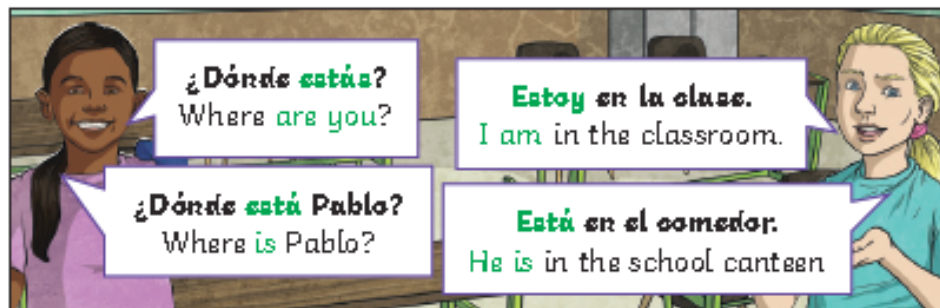 ¿Dónde estás?
Where are you?
Estoy en la clase.
I am in the classroom.
¿Dónde está Pablo?
Where is Pablo?
Está en el comedor.
He is in the school canteen